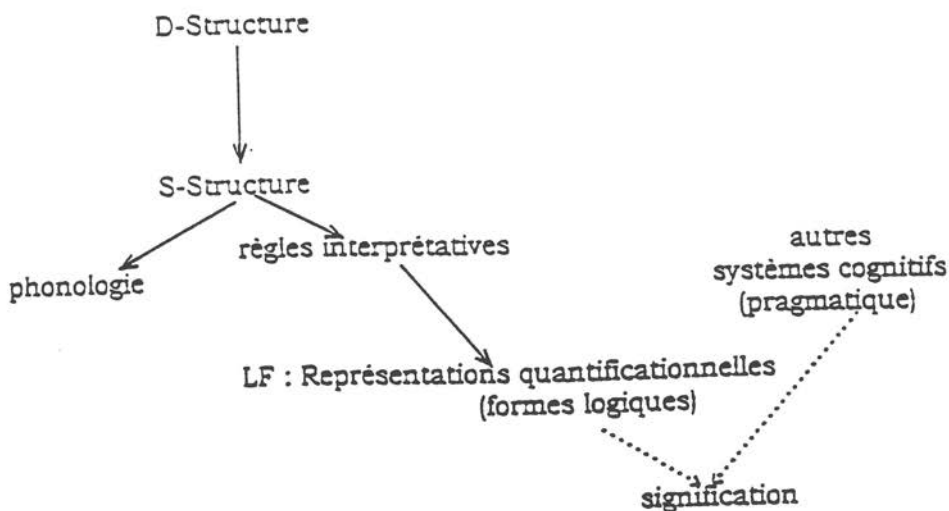 D-Structure
S-Structure
règles interprétatives
phonologie
autres
systèmes cognitifs
(pragmatique)
LF : Représentations quantificationnelles
(formes logiques)
signification